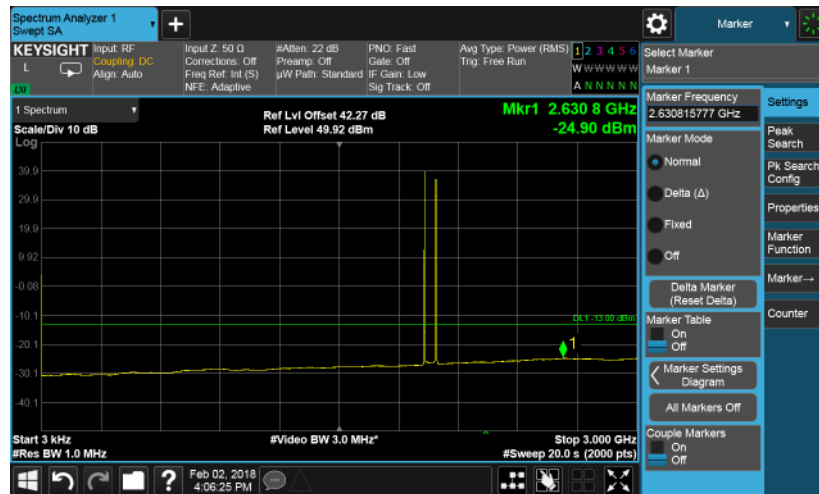 Spectrum Analyzer 1
Swept SA
+
Marker
KEYSIGHT
L
LXI
Input: RF
Coupling: DC
Align: Auto
Input Z: 50 Ω
Corrections: Off
Freq Ref: Int (S)
NFE: Adaptive
#Atten: 22 dB
Preamp: Off
µW Path: Standard
PNO: Fast
Gate: Off
IF Gain: Low
Sig Track: Off
Avg Type: Power (RMS)
Trig: Free Run
1 2 3 4 5 6
W W W W W W
A N N N N N
Select Marker
Marker 1
1 Spectrum
Scale/Div 10 dB
Log
Ref Lvl Offset 42.27 dB
Ref Level 49.92 dBm
Mkr1 2.630 8 GHz
-24.90 dBm
39.9
29.9
19.9
9.92
-0.08
-10.1
-20.1
-30.1
-40.1
DL1 -13.00 dBm
1
Start 3 kHz
#Res BW 1.0 MHz
#Video BW 3.0 MHz*
Stop 3.000 GHz
#Sweep 20.0 s (2000 pts)
Marker Frequency
2.630815777 GHz
Marker Mode
Normal
Delta (Δ)
Fixed
Off
Delta Marker
(Reset Delta)
Marker Table
On
Off
Marker Settings
Diagram
All Markers Off
Couple Markers
On
Off
Settings
Peak
Search
Pk Search
Config
Properties
Marker
Function
Marker→
Counter
?
Feb 02, 2018
4:06:25 PM